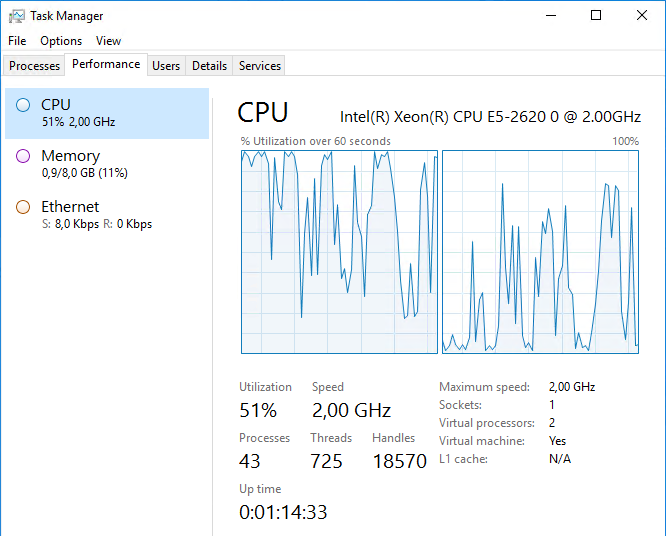 Task Manager
File Options View
Processes Performance Users Details Services
CPU
51% 2,00 GHz
Memory
0,9/8,0 GB (11%)
Ethernet
S: 8,0 Kbps R: 0 Kbps
CPU Intel(R) Xeon(R) CPU E5-2620 0 @ 2.00GHz
% Utilization over 60 seconds 100%
Utilization Speed
51% 2,00 GHz
Processes Threads Handles
43 725 18570
Up time
0:01:14:33
Maximum speed: 2,00 GHz
Sockets: 1
Virtual processors: 2
Virtual machine: Yes
L1 cache: N/A